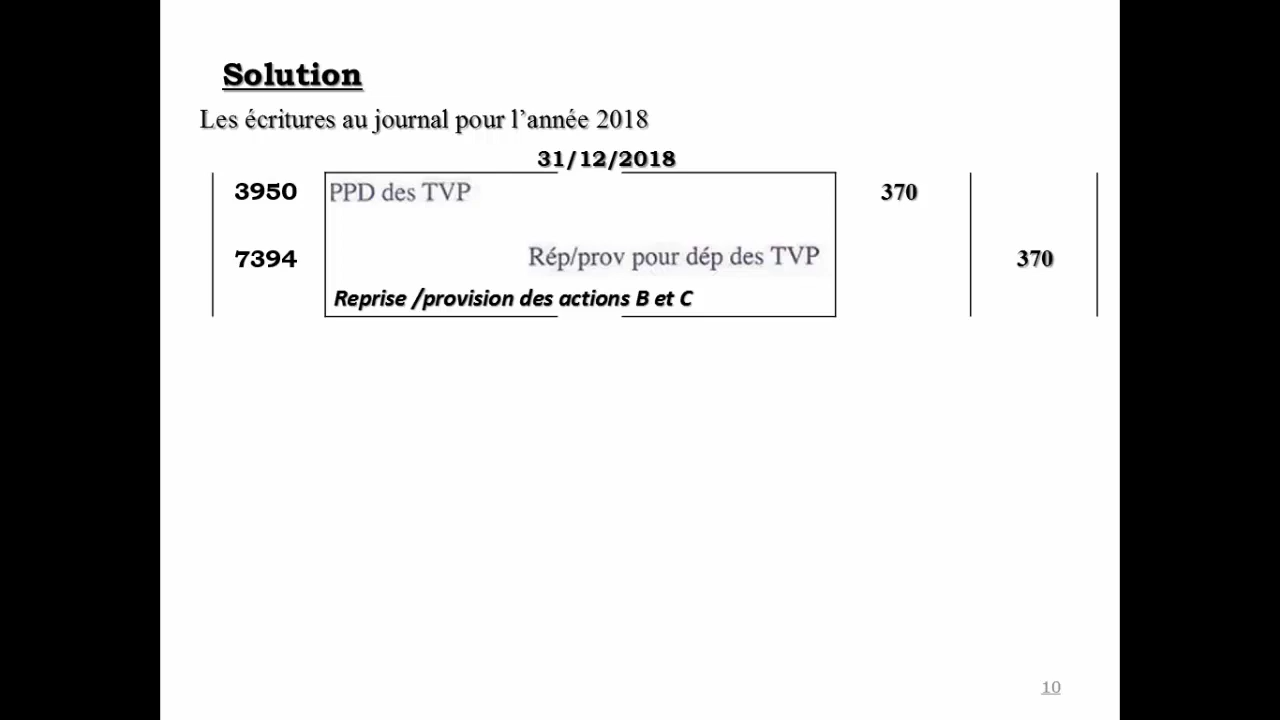 Solution
Les écritures au journal pour l’année 2018
31/12/2018
3950 PPD des TVP 370
7394 Rép/prov pour dép des TVP 370
Reprise /provision des actions B et C
10